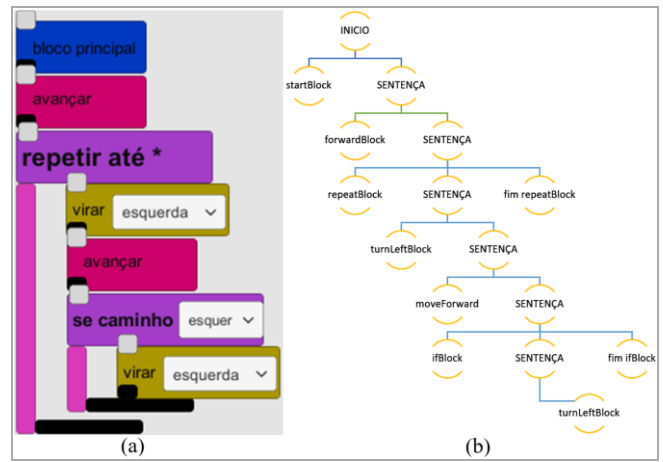 bloco principal
avançar
repetir até *
virar esquerda
avançar
se caminho esquer
virar esquerda
(a)
INICIO
startBlock SENTENÇA
forwardBlock SENTENÇA
repeatBlock SENTENÇA fim repeatBlock
turnLeftBlock SENTENÇA
moveForward SENTENÇA
ifBlock SENTENÇA fim ifBlock
turnLeftBlock
(b)